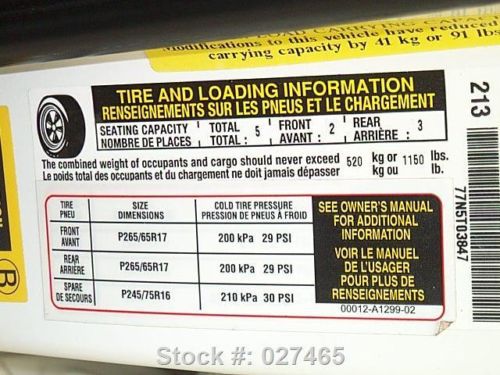 LOAD CARRYING CA
Modifications to this vehicle have reduced
carrying capacity by 41 kg or 91 lbs
TIRE AND LOADING INFORMATION
RENSEIGNEMENTS SUR LES PNEUS ET LE CHARGEMENT
SEATING CAPACITY TOTAL 5 FRONT 2 REAR 3
NOMBRE DE PLACES TOTAL : AVANT : ARRIÈRE :
The combined weight of occupants and cargo should never exceed 520 kg or 1150 lbs.
Le poids total des occupants et du chargement ne doit jamais dépasser kg ou lb.
TIRE PNEU SIZE DIMENSIONS COLD TIRE PRESSURE PRESSION DE PNEUS À FROID
FRONT AVANT P265/65R17 200 kPa 29 PSI
REAR ARRIÈRE P265/65R17 200 kPa 29 PSI
SPARE DE SECOURS P245/75R16 210 kPa 30 PSI
SEE OWNER'S MANUAL
FOR ADDITIONAL
INFORMATION
VOIR LE MANUEL
DE L'USAGER
POUR PLUS DE
RENSEIGNEMENTS
00012-A1299-02
213
77N5T03847
B
Stock #: 027465